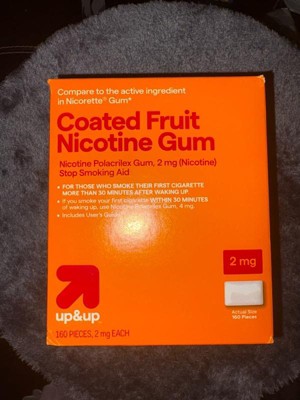 Compare to the active ingredient
in Nicorette™ Gum*
Coated Fruit
Nicotine Gum
Nicotine Polacrilex Gum, 2 mg (Nicotine)
Stop Smoking Aid
• FOR THOSE WHO SMOKE THEIR FIRST CIGARETTE
MORE THAN 30 MINUTES AFTER WAKING UP
• If you smoke your first cigarette WITHIN 30 MINUTES
of waking up, use Nicotine Polacrilex Gum, 4 mg.
• Includes User's Guide
2 mg
Actual Size
160 Pieces
up&up
160 PIECES, 2 mg EACH